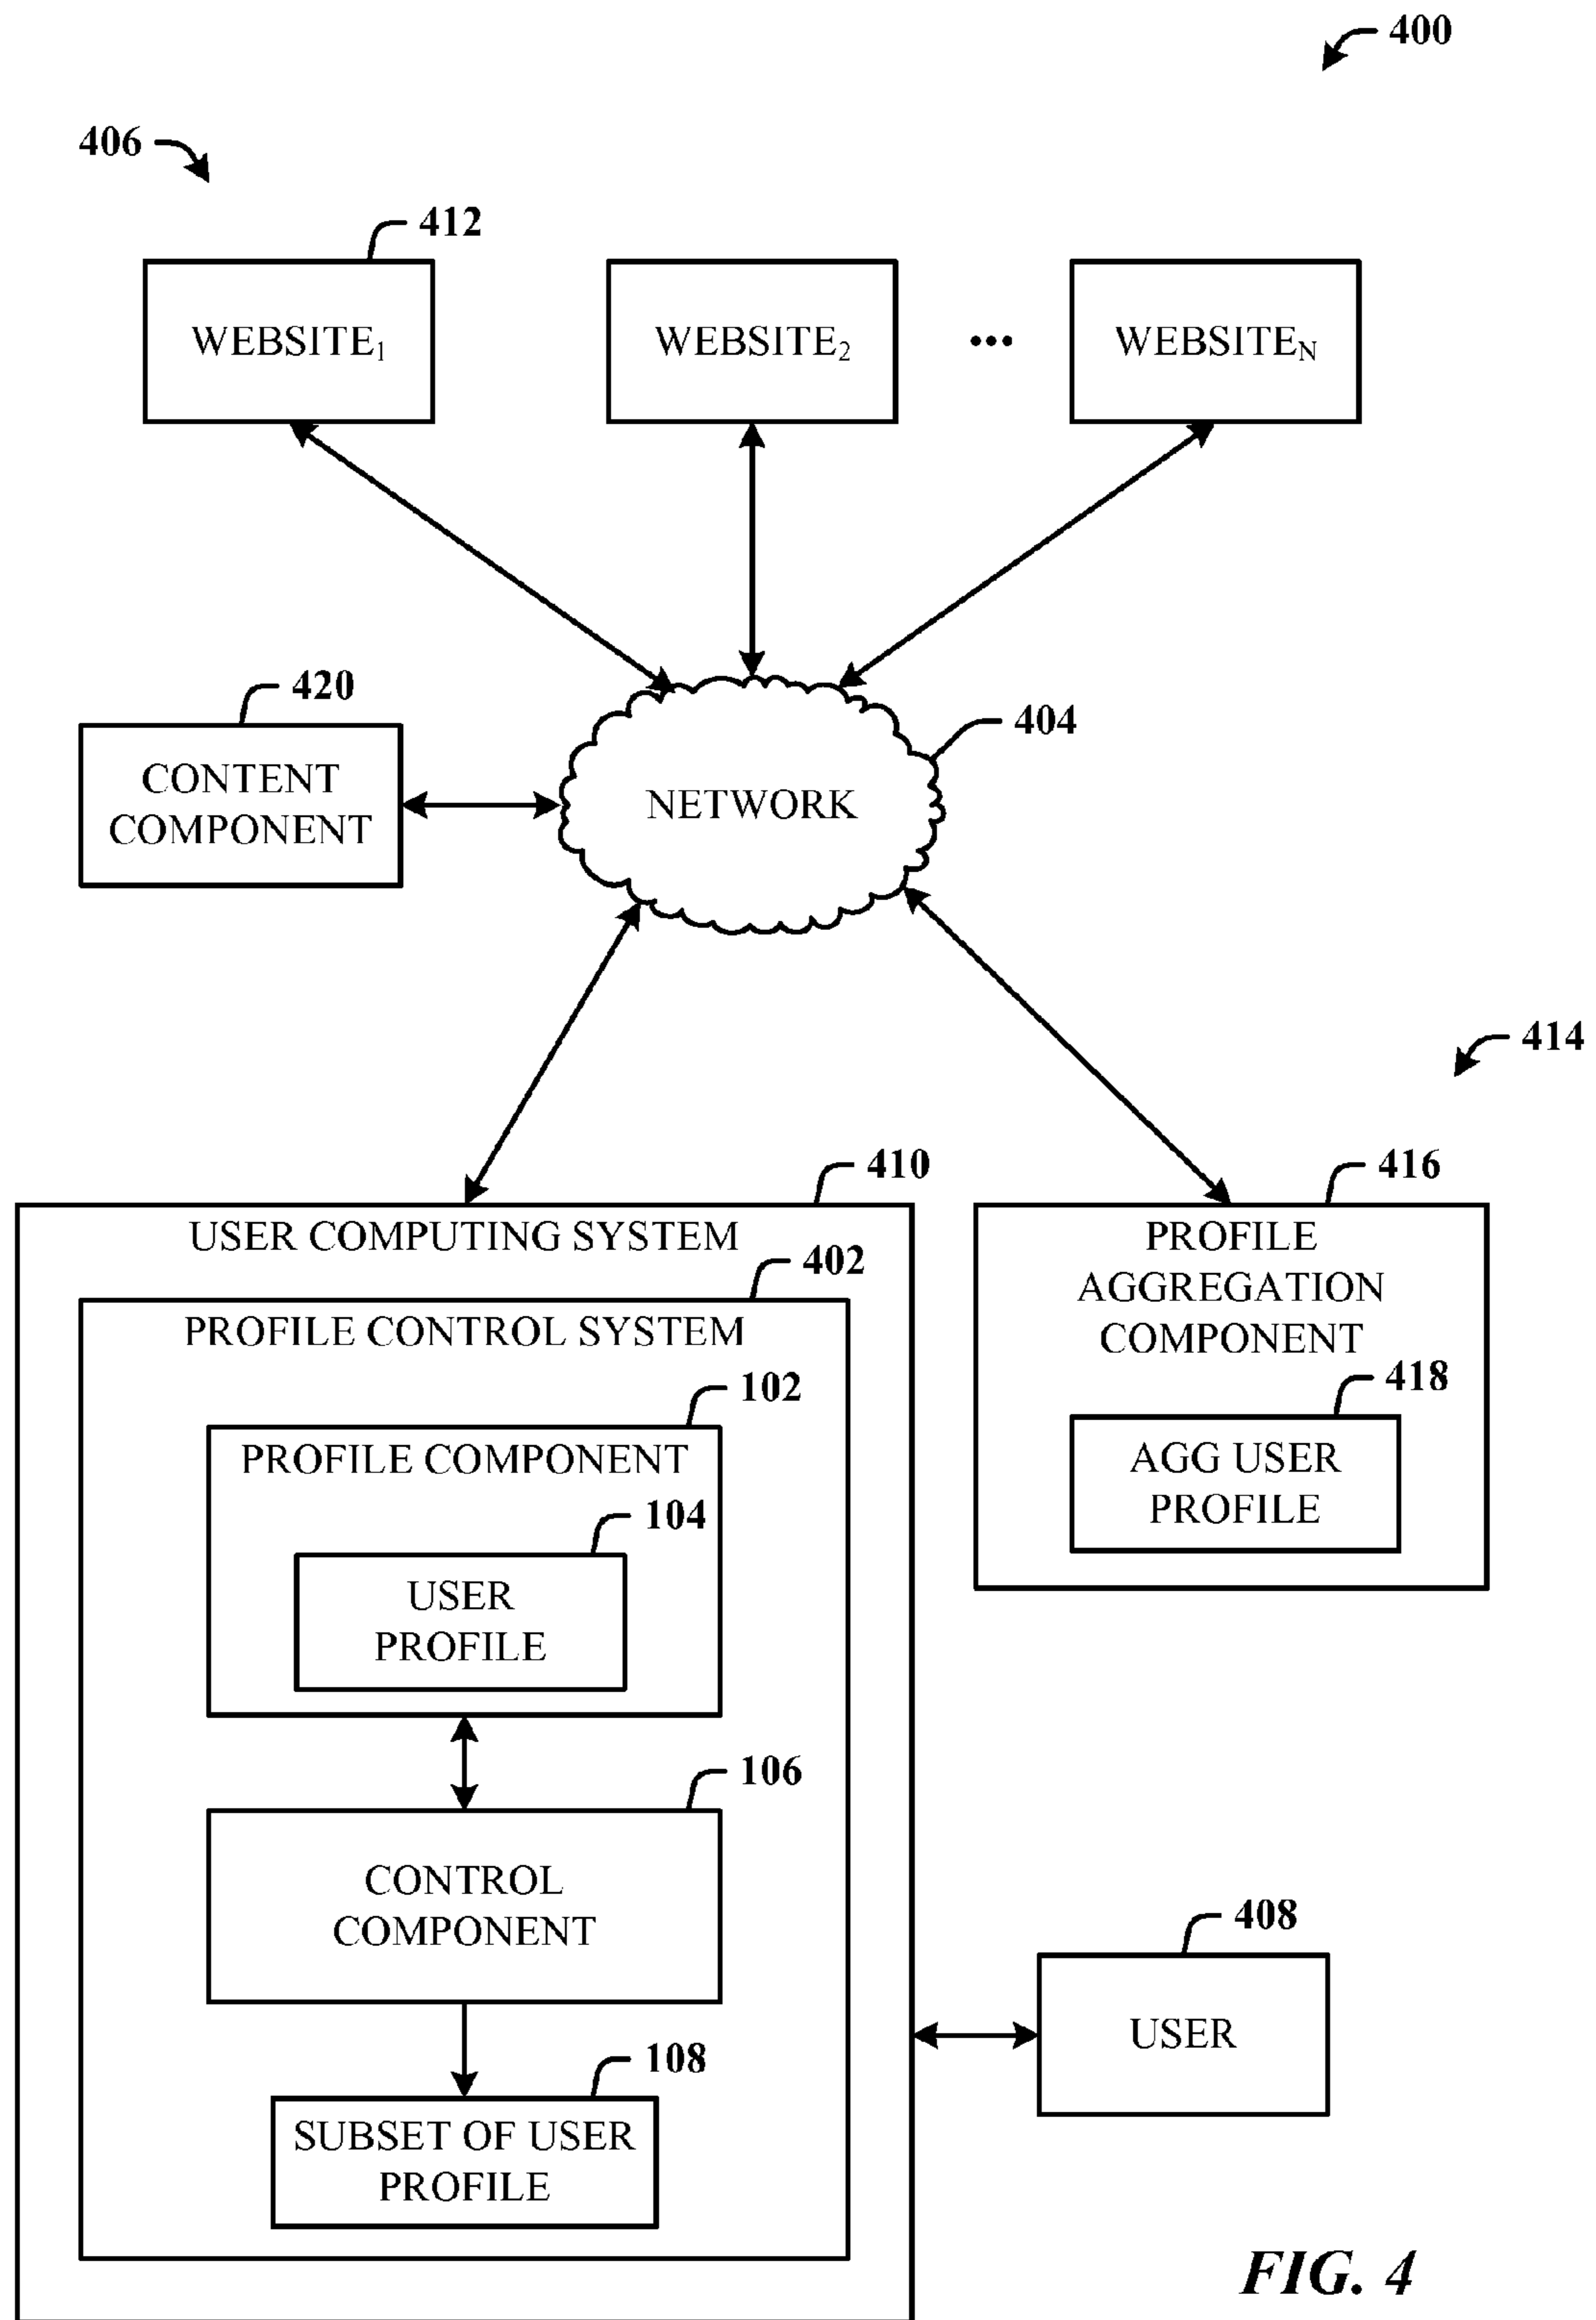 400
406
412
WEBSITE₁
WEBSITE₂
•••
WEBSITE_N
420
404
CONTENT
COMPONENT
NETWORK
414
410
416
USER COMPUTING SYSTEM
PROFILE
AGGREGATION
COMPONENT
402
PROFILE CONTROL SYSTEM
418
AGG USER
PROFILE
102
PROFILE COMPONENT
104
USER
PROFILE
106
CONTROL
COMPONENT
408
USER
108
SUBSET OF USER
PROFILE
FIG. 4